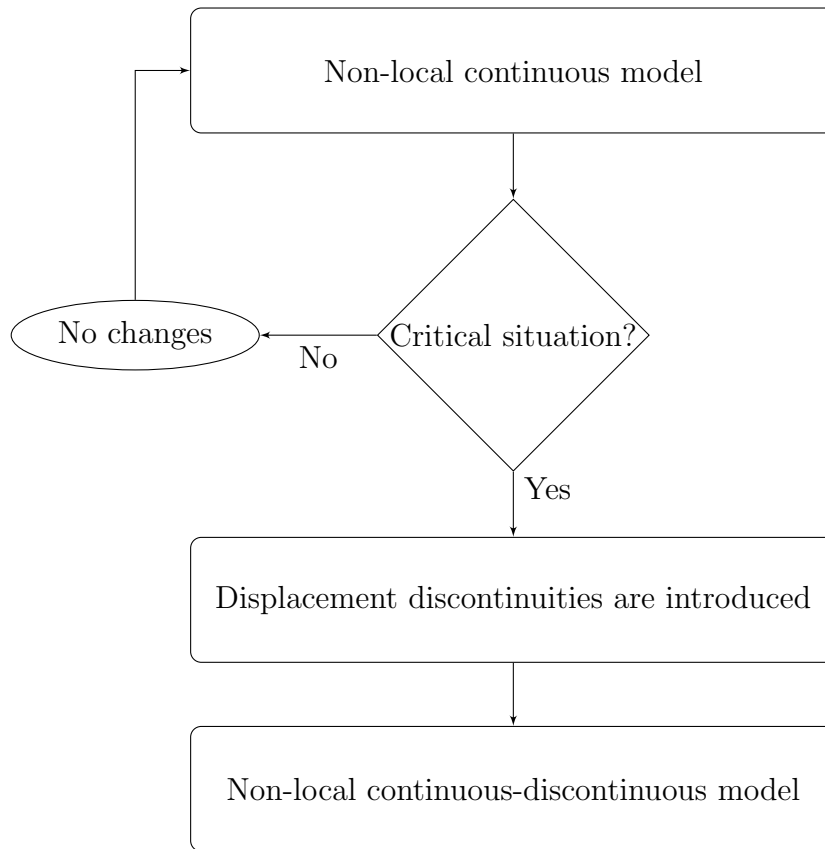 Non-local continuous model
No changes
Critical situation?
No
Yes
Displacement discontinuities are introduced
Non-local continuous-discontinuous model